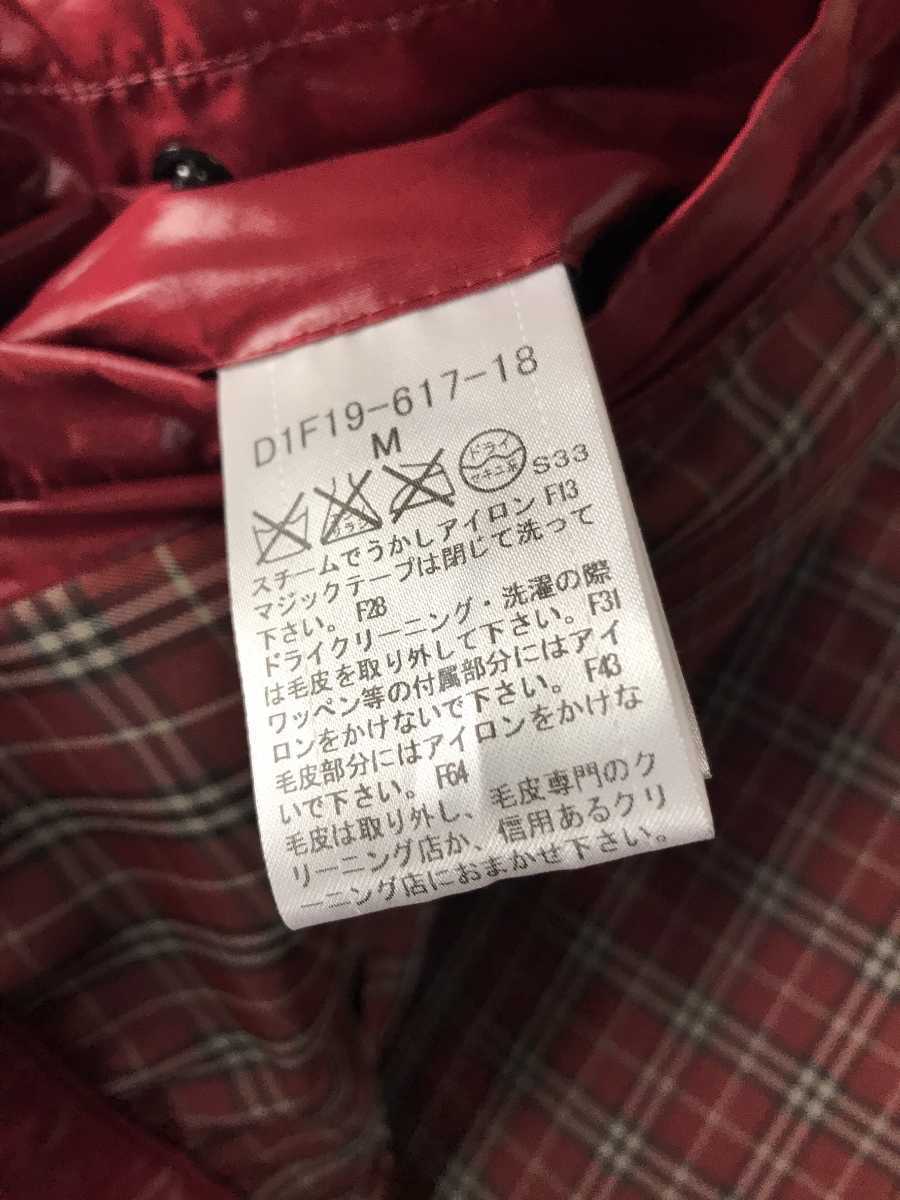 D1F19-617-18
M
ドライ
セキユ系
S33
スチームでうかしアイロン F13
マジックテープは閉じて洗って
下さい。 F28
ドライクリーニング・洗濯の際
は毛皮を取り外して下さい。 F31
ワッペン等の付属部分にはアイ
ロンをかけないで下さい。 F43
毛皮部分にはアイロンをかけな
いで下さい。 F64
毛皮は取り外し、毛皮専門のク
リーニング店か、信用あるクリ
ーニング店におまかせ下さい。